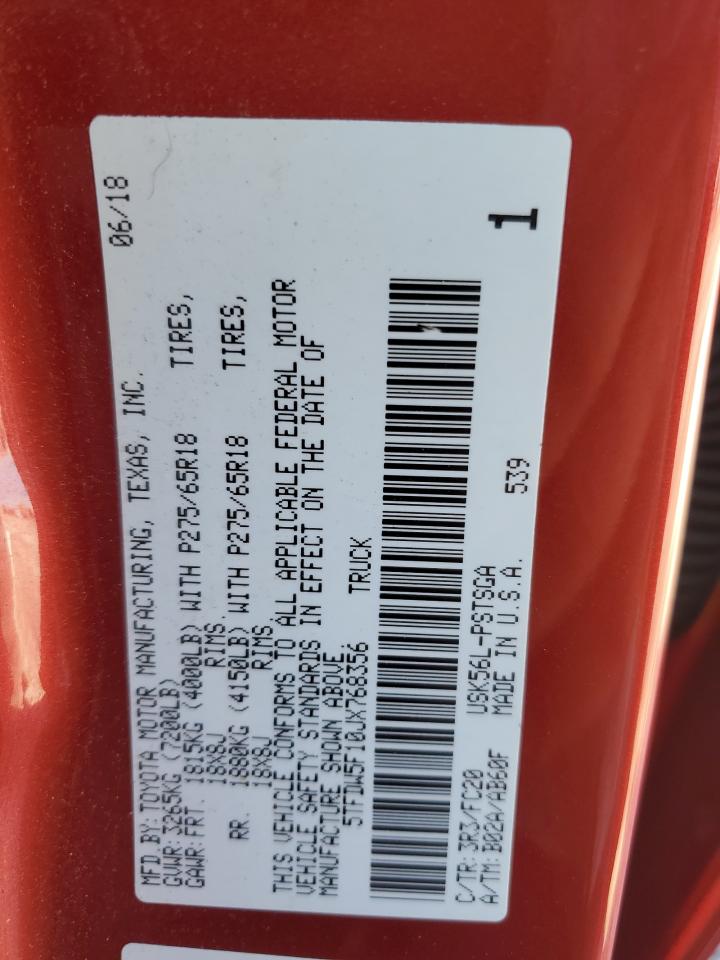 MFD BY: TOYOTA MOTOR MANUFACTURING, TEXAS, INC. 06/18
GVWR: 3265KG (7200LB)
GAWR: FRT. 1815KG (4000LB) WITH P275/65R18 TIRES,
18X8J RIMS.
RR. 1880KG (4150LB) WITH P275/65R18 TIRES,
18X8J RIMS.
THIS VEHICLE CONFORMS TO ALL APPLICABLE FEDERAL MOTOR
VEHICLE SAFETY STANDARDS IN EFFECT ON THE DATE OF
MANUFACTURE SHOWN ABOVE.
5TFDW5F10JX768356 TRUCK
C/TR: 3R3/FC20 USK56L-PSTSGA 539 1
A/TM: B02A/AB60F MADE IN U.S.A.